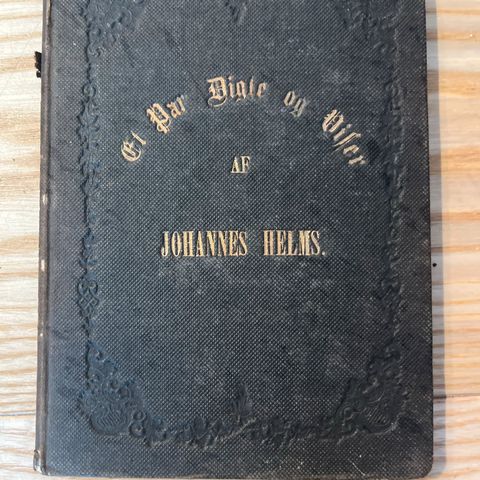 Et Par Digte og Viser
AF
JOHANNES HELMS.